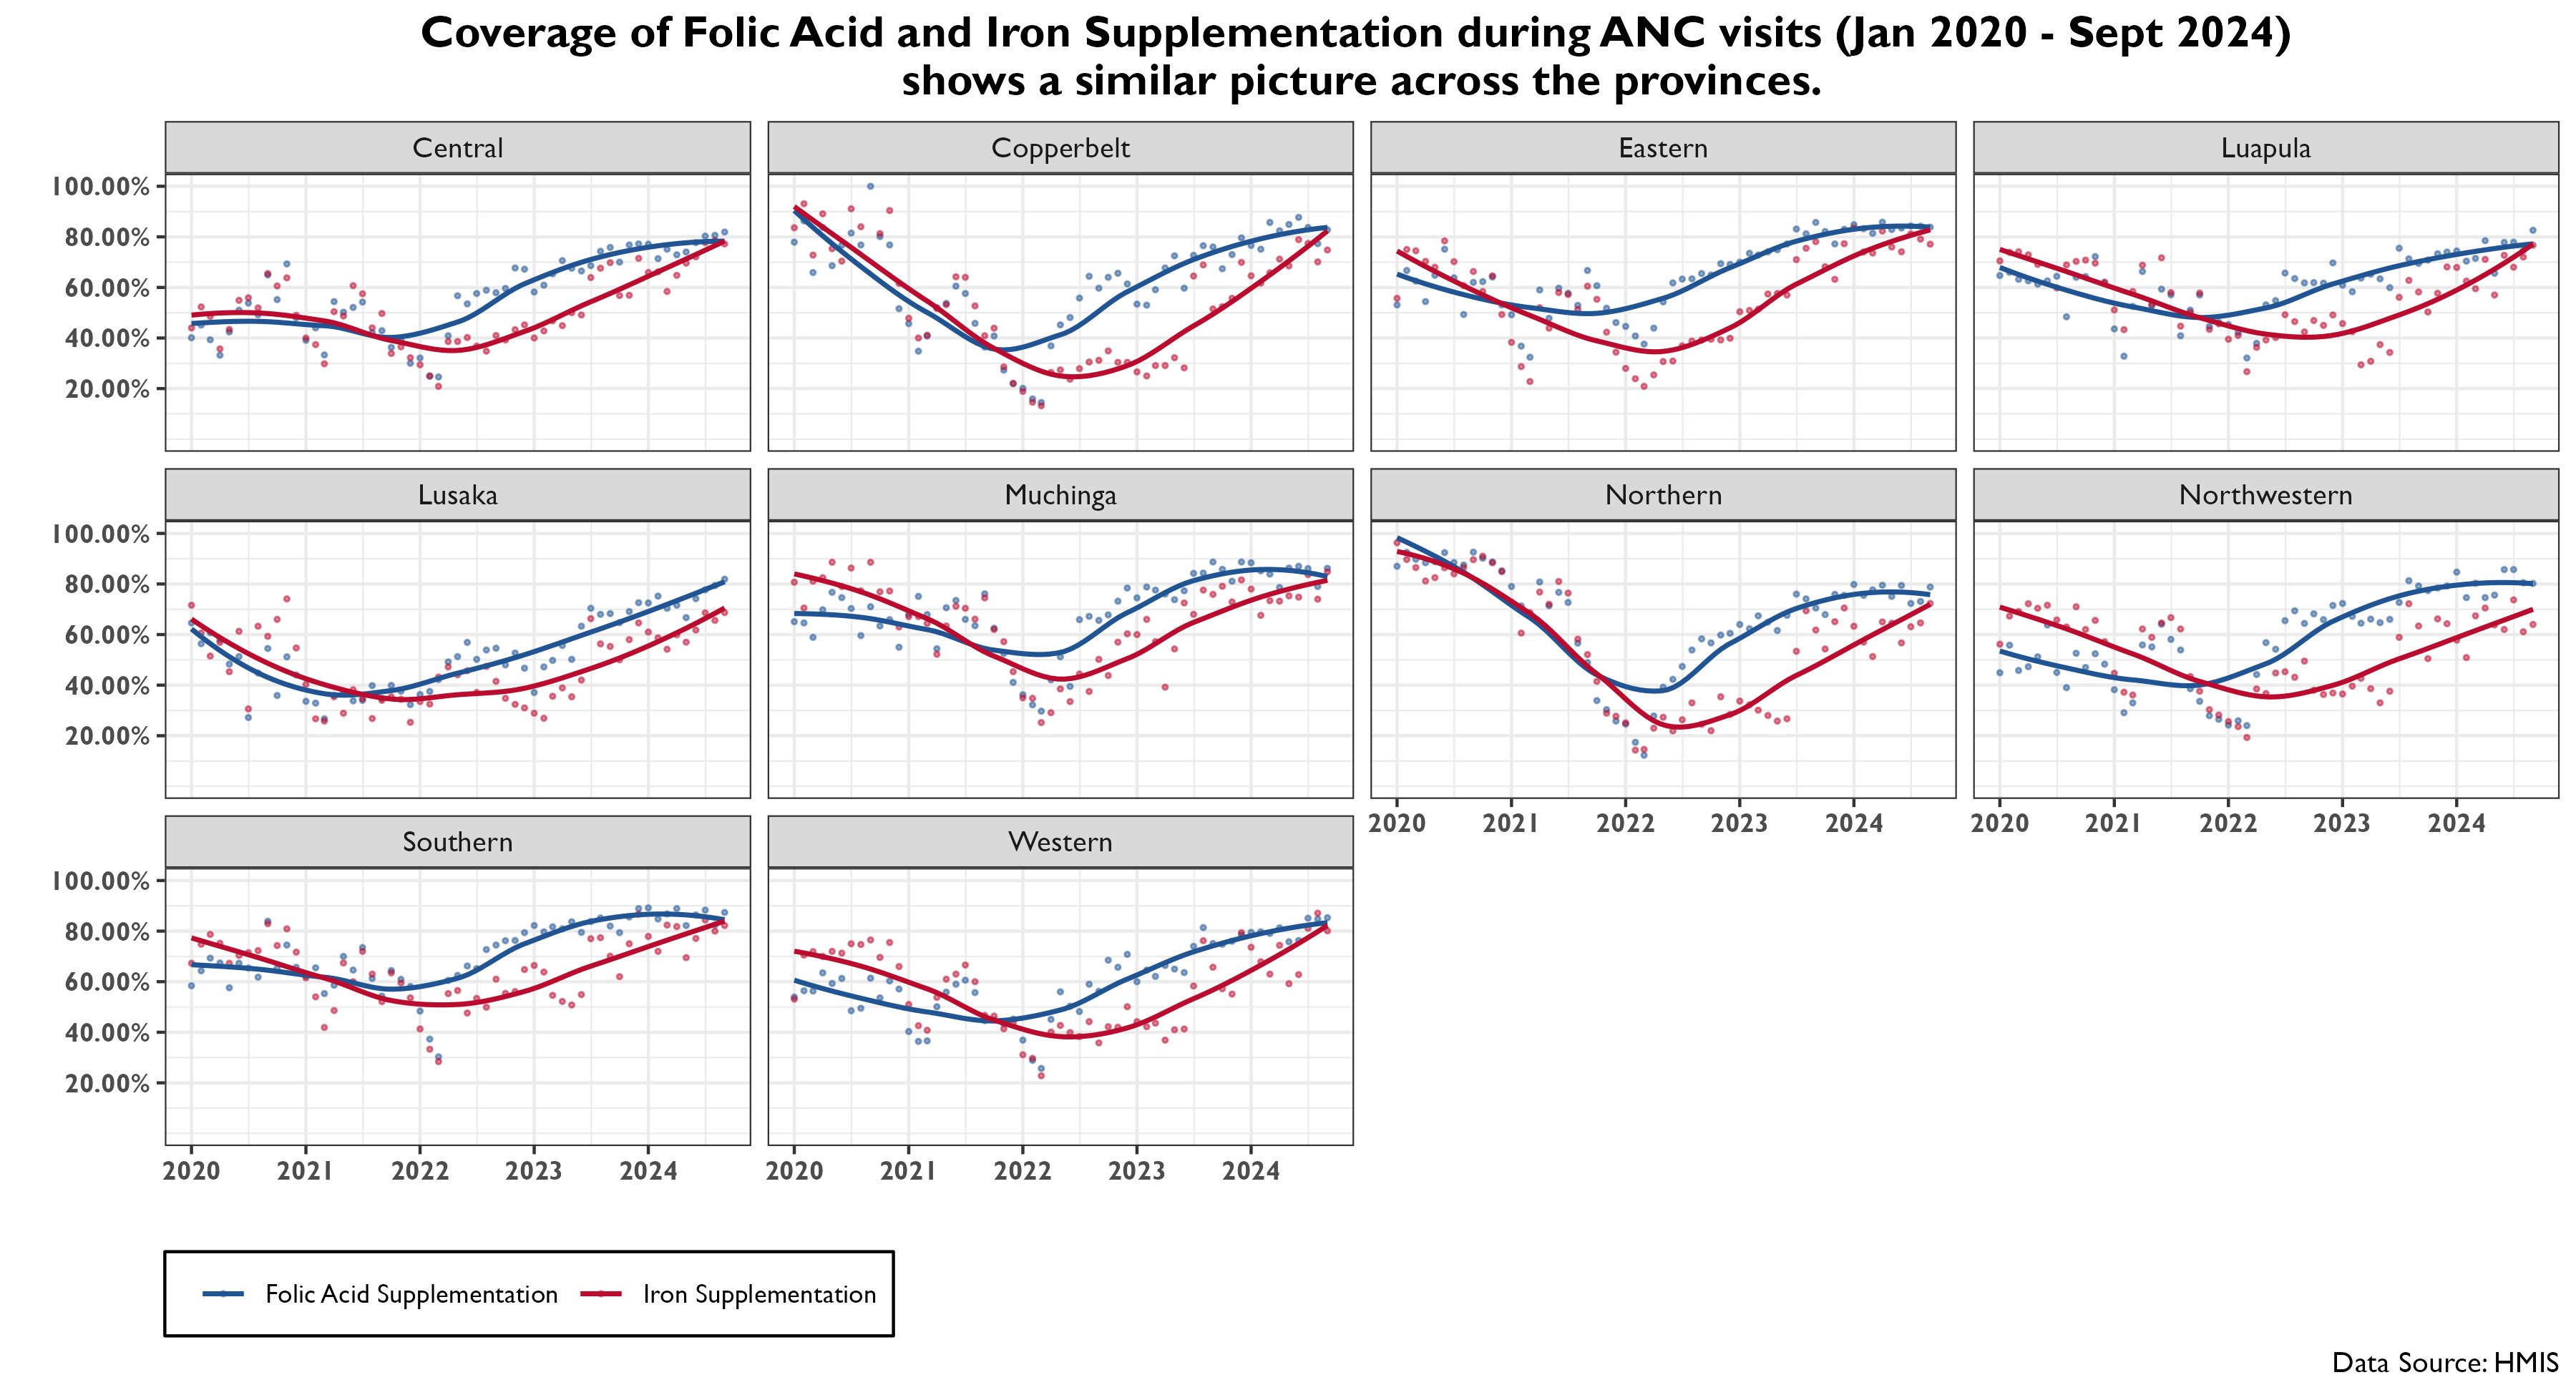 Coverage of Folic Acid and Iron Supplementation during ANC visits (Jan 2020 - Sept 2024)
shows a similar picture across the provinces.
Central
Copperbelt
Eastern
Luapula
100.00%
80.00%
60.00%
40.00%
20.00%
Lusaka
Muchinga
Northern
Northwestern
100.00%
80.00%
60.00%
40.00%
20.00%
2020 2021 2022 2023 2024
2020 2021 2022 2023 2024
Southern
Western
100.00%
80.00%
60.00%
40.00%
20.00%
2020 2021 2022 2023 2024
2020 2021 2022 2023 2024
Folic Acid Supplementation
Iron Supplementation
Data Source: HMIS